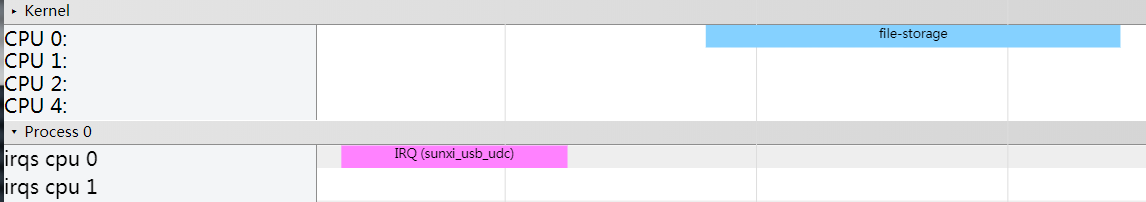 Kernel
CPU 0:
file-storage
CPU 1:
CPU 2:
CPU 4:
Process 0
irqs cpu 0
IRQ (sunxi_usb_udc)
irqs cpu 1